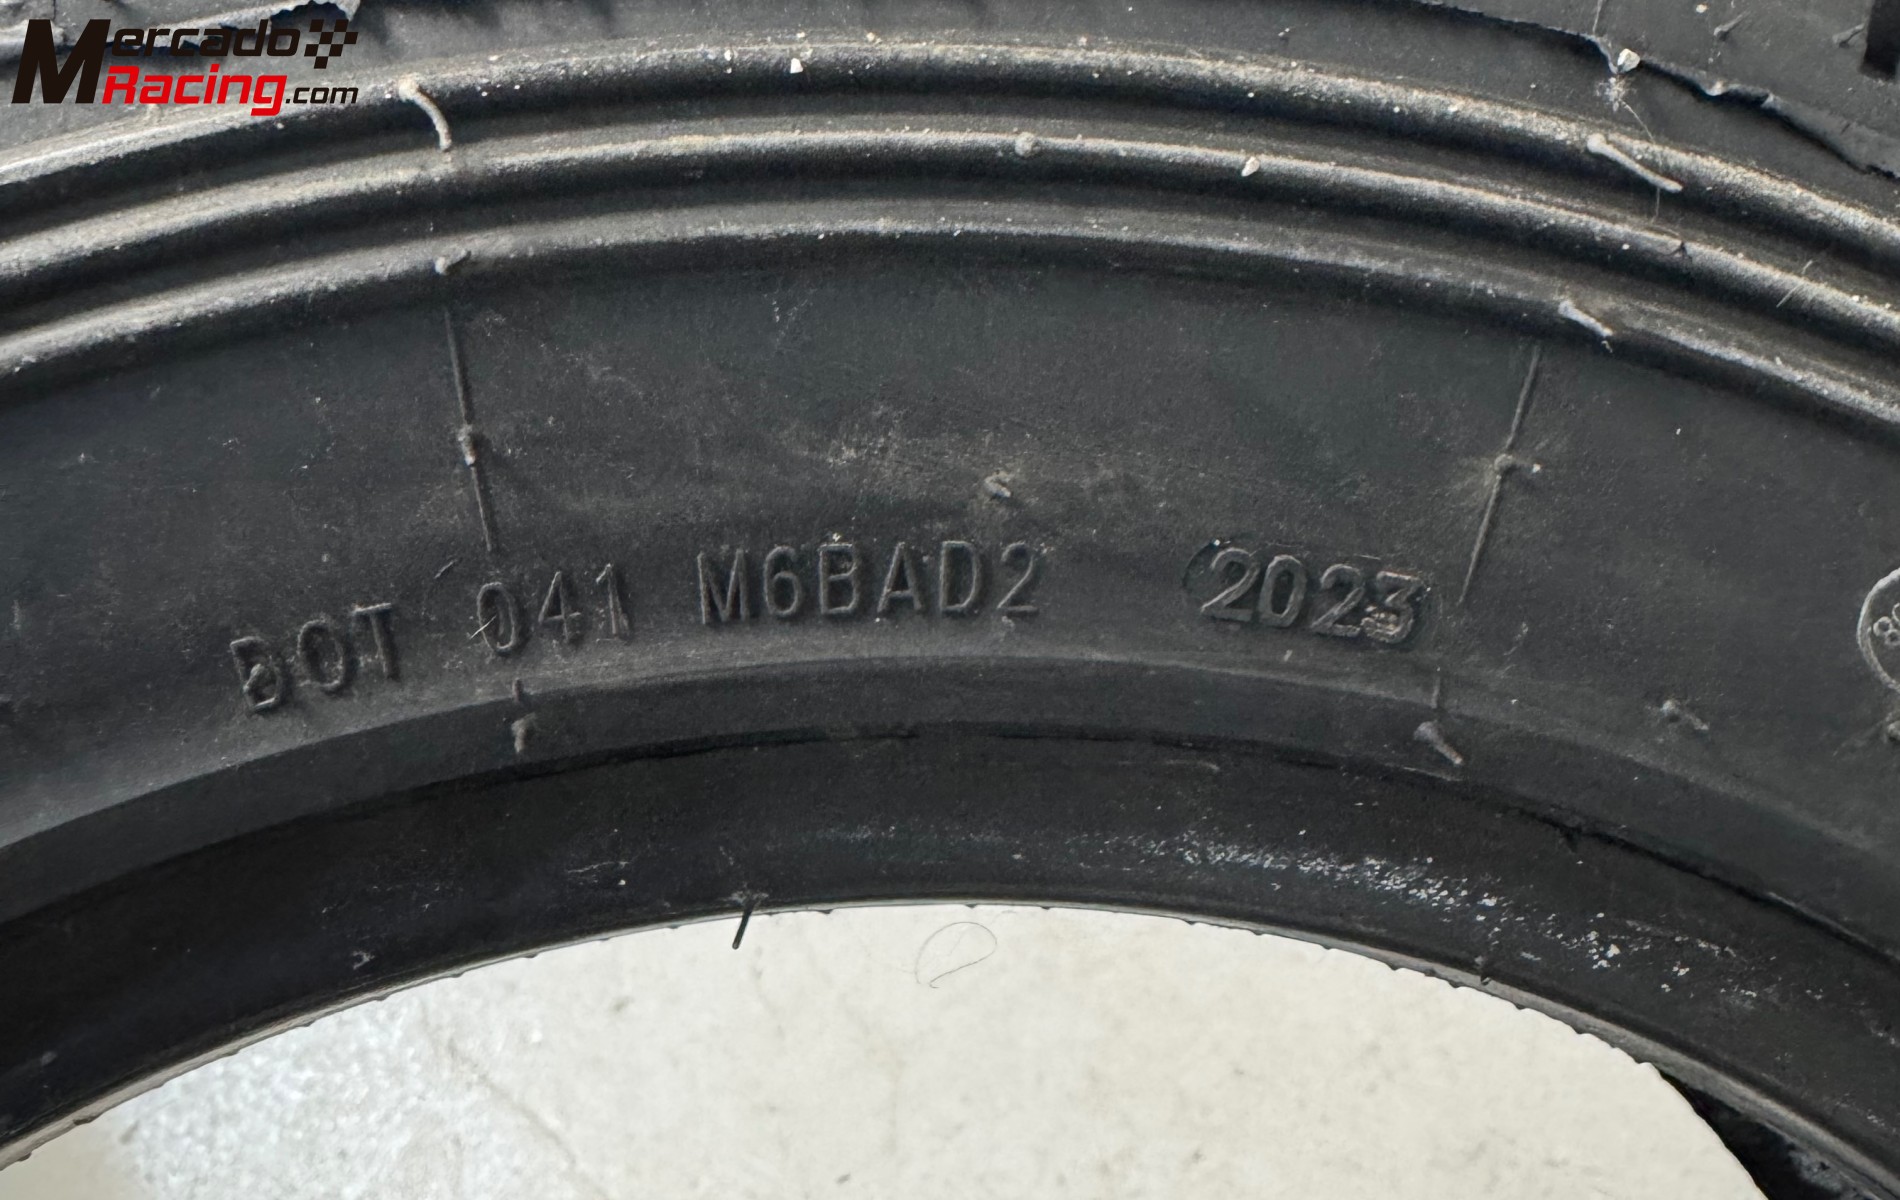 Mercado
Racing.com
DOT 041 M6BAD2 2023